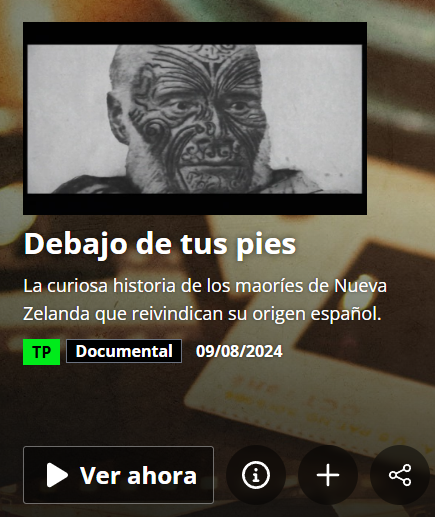 Debajo de tus pies
La curiosa historia de los maoríes de Nueva
Zelanda que reivindican su origen español.
TP Documental 09/08/2024
Ver ahora